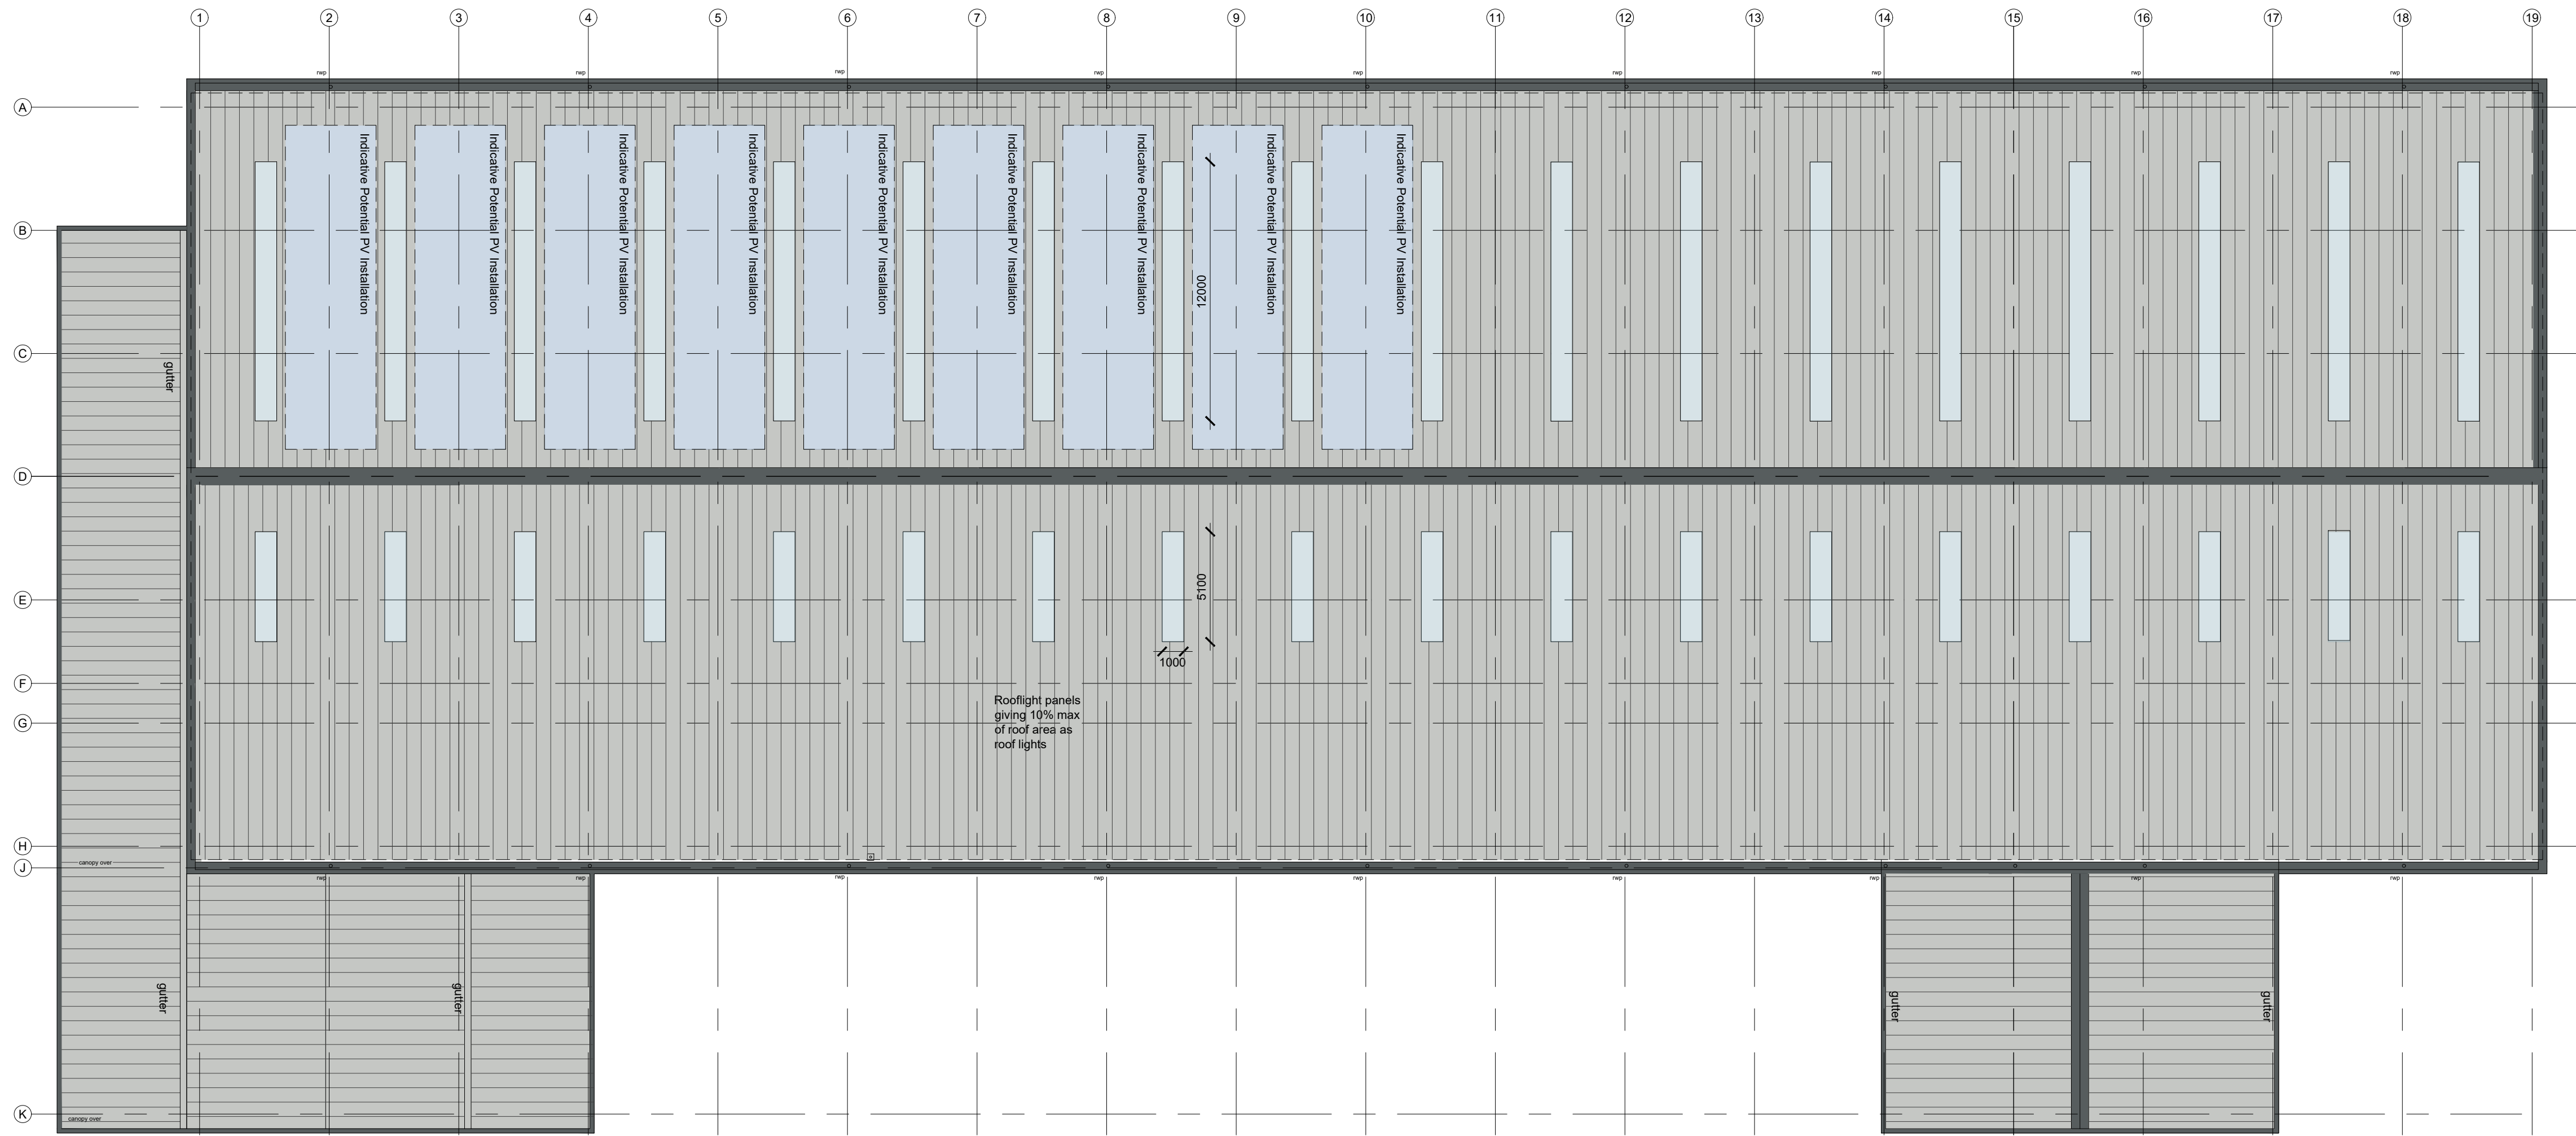 1 2 3 4 5 6 7 8 9 10 11 12 13 14 15 16 17 18 19
rwp rwp rwp rwp rwp rwp rwp rwp rwp
A
Indicative Potential PV Installation
Indicative Potential PV Installation
Indicative Potential PV Installation
Indicative Potential PV Installation
Indicative Potential PV Installation
Indicative Potential PV Installation
Indicative Potential PV Installation
Indicative Potential PV Installation
Indicative Potential PV Installation
B
12000
C
gutter
D
5100
E
1000
F
Rooflight panels
giving 10% max
of roof area as
roof lights
G
H
canopy over
J
rwp rwp rwp rwp rwp rwp rwp rwp rwp
gutter
gutter
gutter
gutter
K
canopy over